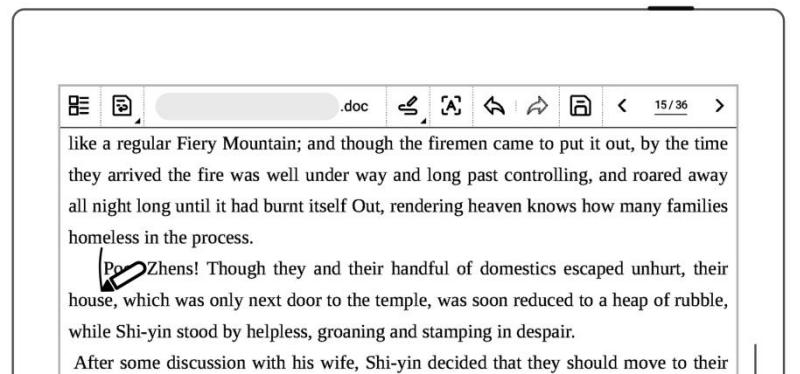 .doc
15/36
like a regular Fiery Mountain; and though the firemen came to put it out, by the time
they arrived the fire was well under way and long past controlling, and roared away
all night long until it had burnt itself Out, rendering heaven knows how many families
homeless in the process.
Zhens! Though they and their handful of domestics escaped unhurt, their
house, which was only next door to the temple, was soon reduced to a heap of rubble,
while Shi-yin stood by helpless, groaning and stamping in despair.
After some discussion with his wife, Shi-yin decided that they should move to their